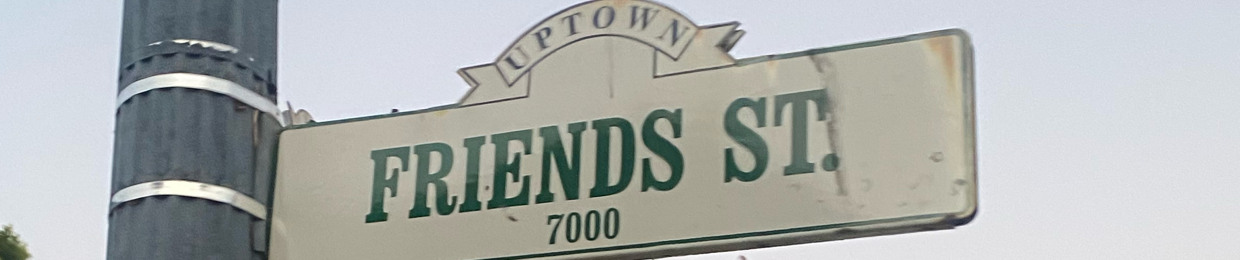 UPTOWN
FRIENDS ST.
7000